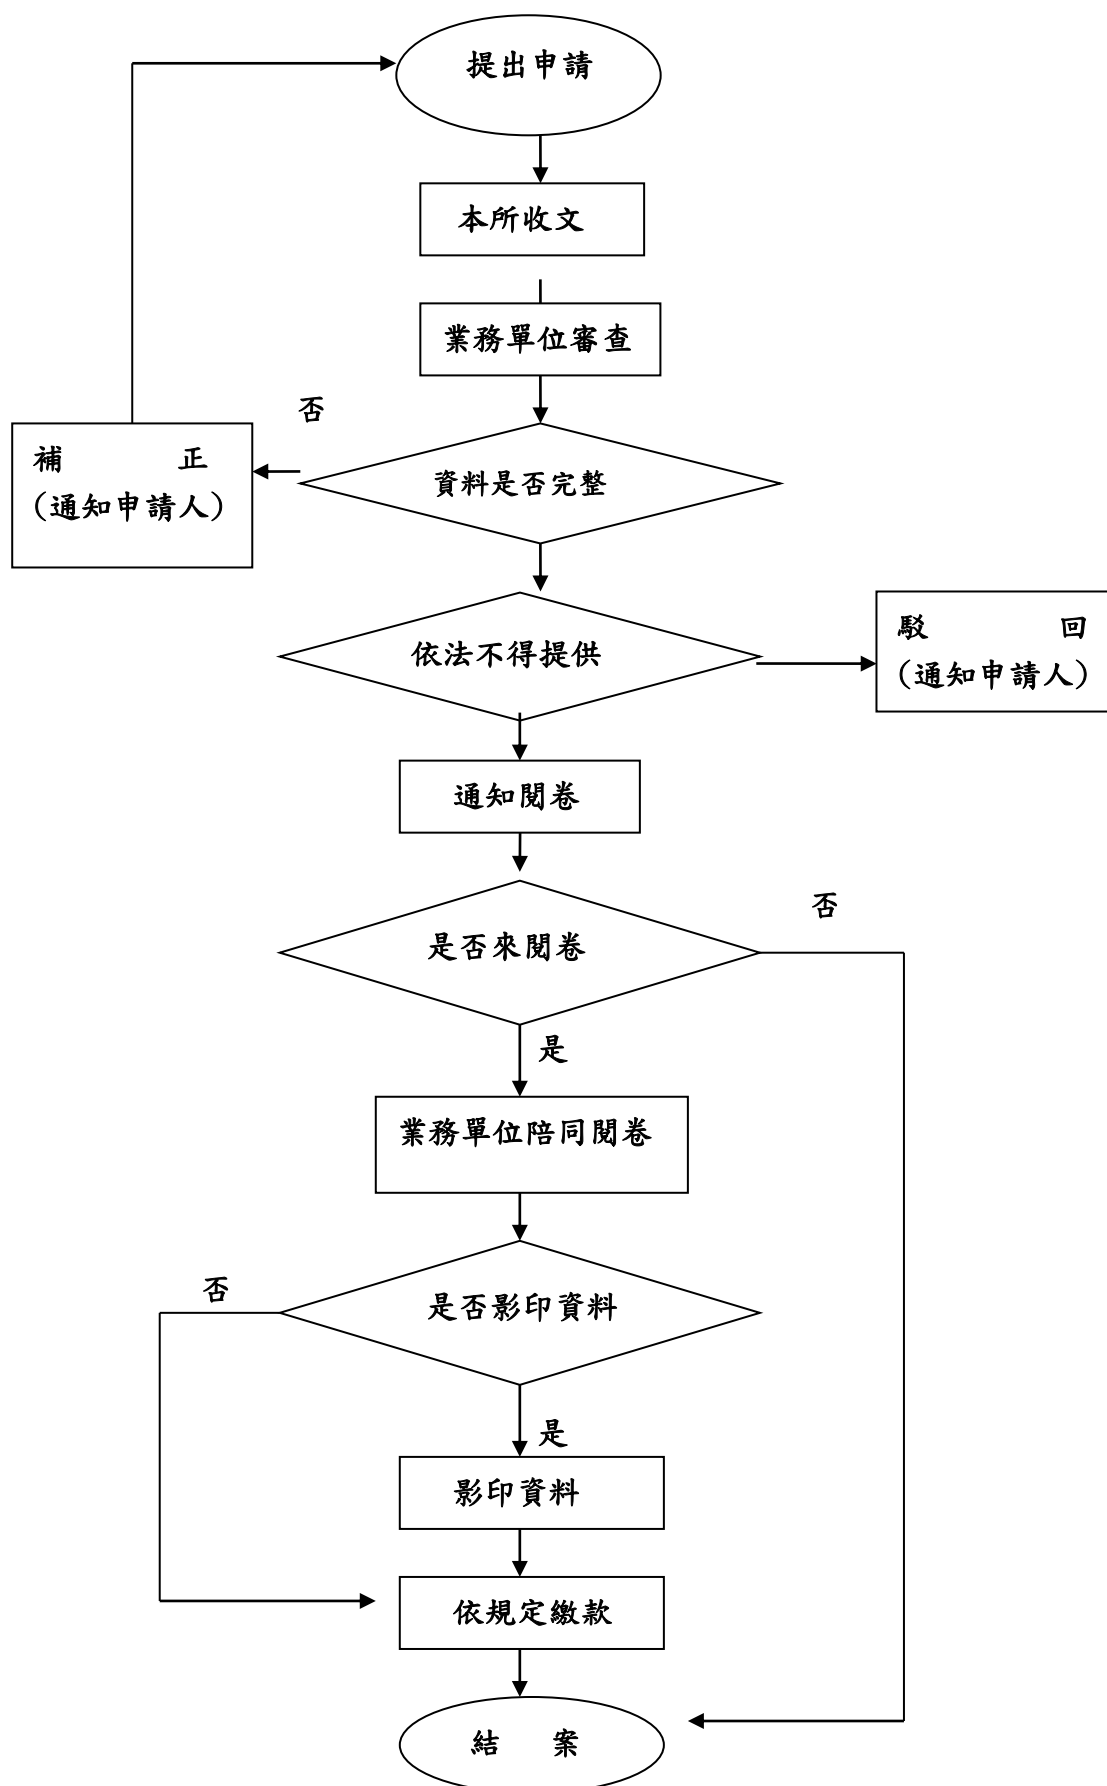 提出申請
本所收文
業務單位審查
否
補 正
(通知申請人)
資料是否完整
依法不得提供
駁 回
(通知申請人)
通知閱卷
否
是否來閱卷
是
業務單位陪同閱卷
否
是否影印資料
是
影印資料
依規定繳款
結 案